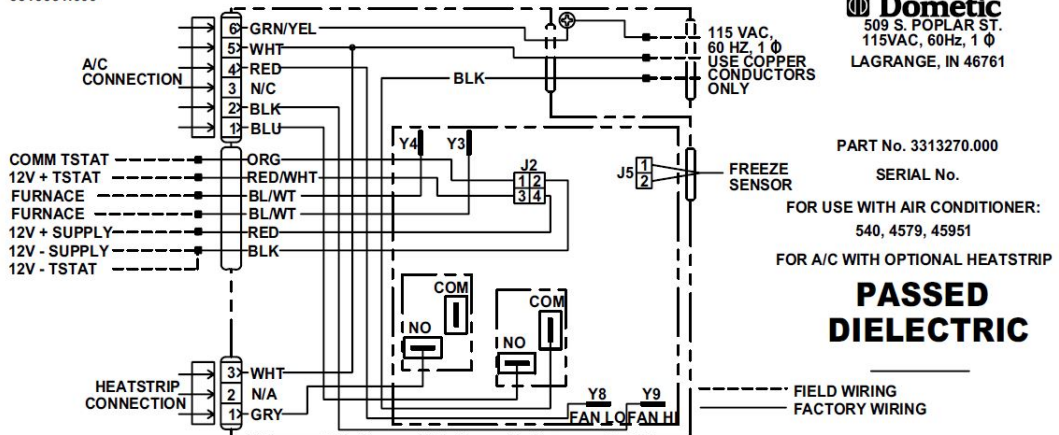 Dometic
509 S. POPLAR ST.
115VAC, 60Hz, 1 Φ
LAGRANGE, IN 46761
PART No. 3313270.000
SERIAL No.
FOR USE WITH AIR CONDITIONER:
540, 4579, 45951
FOR A/C WITH OPTIONAL HEATSTRIP
PASSED
DIELECTRIC
FIELD WIRING
FACTORY WIRING
A/C
CONNECTION
6 GRN/YEL
5 WHT
4 RED
3 N/C
2 BLK
1 BLU
115 VAC,
60 HZ, 1 Φ
USE COPPER
CONDUCTORS
ONLY
BLK
COMM TSTAT ORG
12V + TSTAT RED/WHT
FURNACE BL/WT
FURNACE BL/WT
12V + SUPPLY RED
12V - SUPPLY BLK
12V - TSTAT
Y4 Y3
J2
1 2
3 4
J5 1
2
FREEZE
SENSOR
COM
NO
COM
NO
Y8 Y9
FAN LO FAN HI
HEATSTRIP
CONNECTION
3 WHT
2 N/A
1 GRY